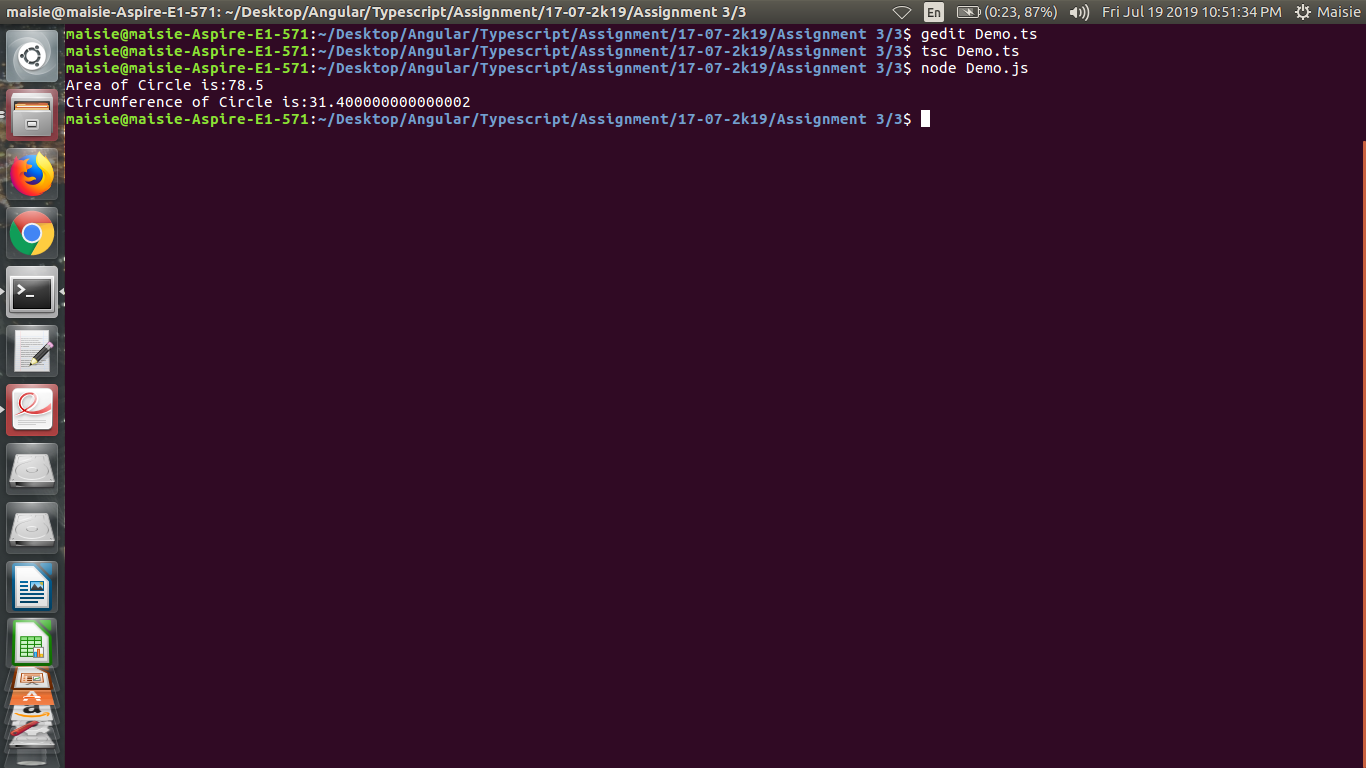 maisie@maisie-Aspire-E1-571: ~/Desktop/Angular/Typescript/Assignment/17-07-2k19/Assignment 3/3 En (0:23, 87%) Fri Jul 19 2019 10:51:34 PM Maisie
maisie@maisie-Aspire-E1-571:~/Desktop/Angular/Typescript/Assignment/17-07-2k19/Assignment 3/3$ gedit Demo.ts
maisie@maisie-Aspire-E1-571:~/Desktop/Angular/Typescript/Assignment/17-07-2k19/Assignment 3/3$ tsc Demo.ts
maisie@maisie-Aspire-E1-571:~/Desktop/Angular/Typescript/Assignment/17-07-2k19/Assignment 3/3$ node Demo.js
Area of Circle is:78.5
Circumference of Circle is:31.400000000000002
maisie@maisie-Aspire-E1-571:~/Desktop/Angular/Typescript/Assignment/17-07-2k19/Assignment 3/3$